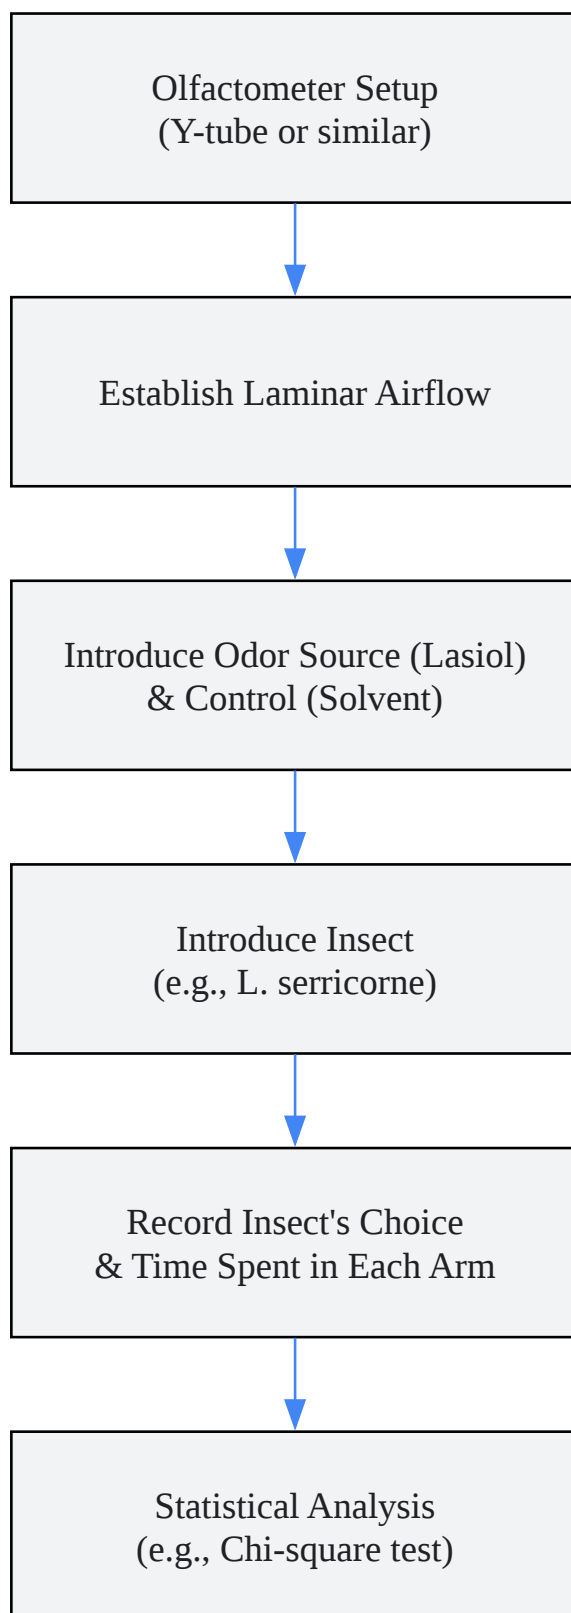 Olfactometer Setup
(Y-tube or similar)
Establish Laminar Airflow
Introduce Odor Source (Lasiol)
& Control (Solvent)
Introduce Insect
(e.g., L. serricorne)
Record Insect's Choice
& Time Spent in Each Arm
Statistical Analysis
(e.g., Chi-square test)